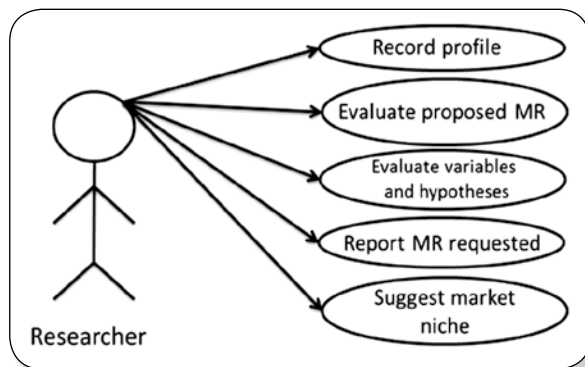 Record profile
Evaluate proposed MR
Evaluate variables
and hypotheses
Report MR requested
Suggest market
niche
Researcher